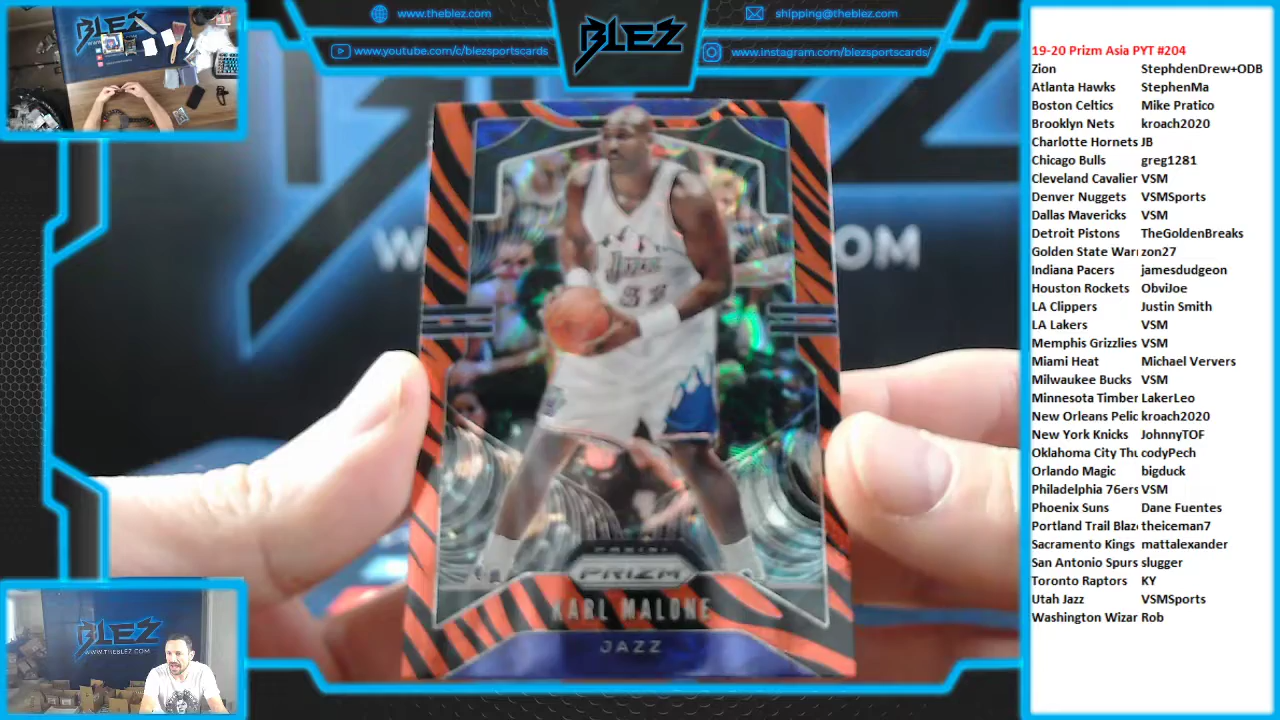 www.theblez.com
shipping@theblez.com
www.youtube.com/c/blezsportscards
www.instagram.com/blezsportscards/
BLEZ
JAZZ
32
PANINI
PRIZM
KARL MALONE
JAZZ
BLEZ
WWW.THEBLEZ.COM
19-20 Prizm Asia PYT #204
Zion StephdenDrew+ODB
Atlanta Hawks StephenMa
Boston Celtics Mike Pratico
Brooklyn Nets kroach2020
Charlotte Hornets JB
Chicago Bulls greg1281
Cleveland Cavalier VSM
Denver Nuggets VSMSports
Dallas Mavericks VSM
Detroit Pistons TheGoldenBreaks
Golden State War zon27
Indiana Pacers jamesdudgeon
Houston Rockets ObviJoe
LA Clippers Justin Smith
LA Lakers VSM
Memphis Grizzlies VSM
Miami Heat Michael Ververs
Milwaukee Bucks VSM
Minnesota Timber LakerLeo
New Orleans Pelic kroach2020
New York Knicks JohnnyTOF
Oklahoma City Thu codyPech
Orlando Magic bigduck
Philadelphia 76ers VSM
Phoenix Suns Dane Fuentes
Portland Trail Blaz theiceman7
Sacramento Kings mattalexander
San Antonio Spurs slugger
Toronto Raptors KY
Utah Jazz VSMSports
Washington Wizar Rob